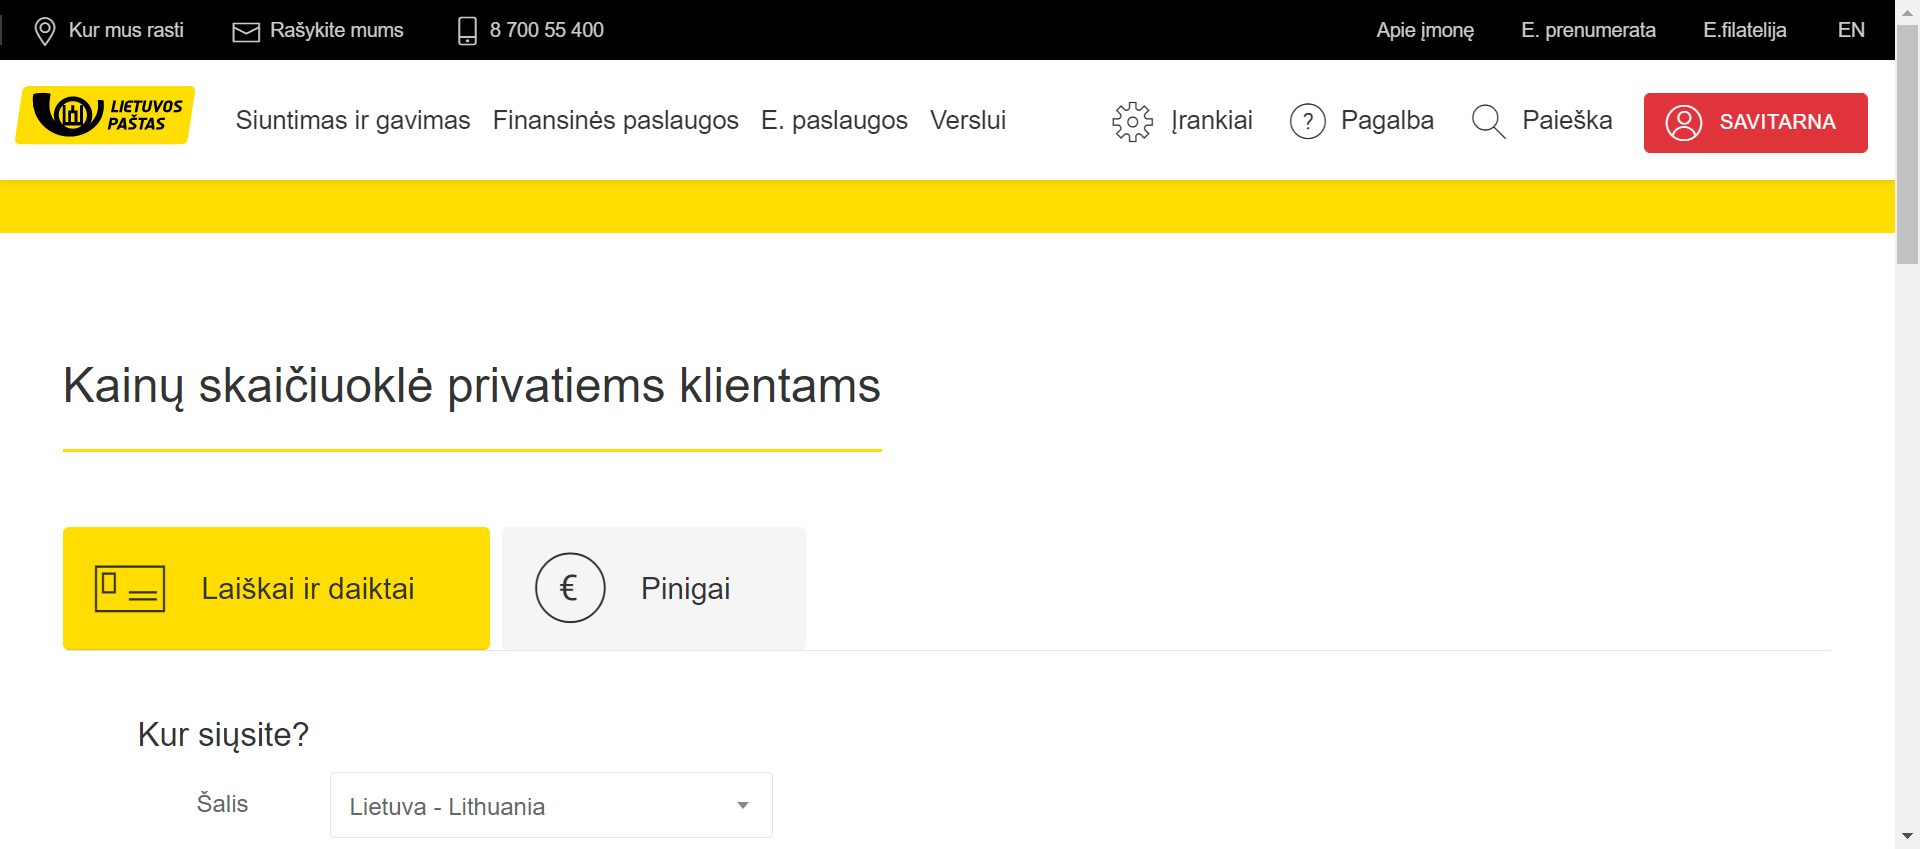 Kur mus rasti
Rašykite mums
8 700 55 400
Apie įmonę
E. prenumerata
E.filatelija
EN
LIETUVOS
PAŠTAS
Siuntimas ir gavimas
Finansinės paslaugos
E. paslaugos
Verslui
Įrankiai
?
Pagalba
Paieška
SAVITARNA
Kainų skaičiuoklė privatiems klientams
Laiškai ir daiktai
€
Pinigai
Kur siųsite?
Šalis
Lietuva - Lithuania